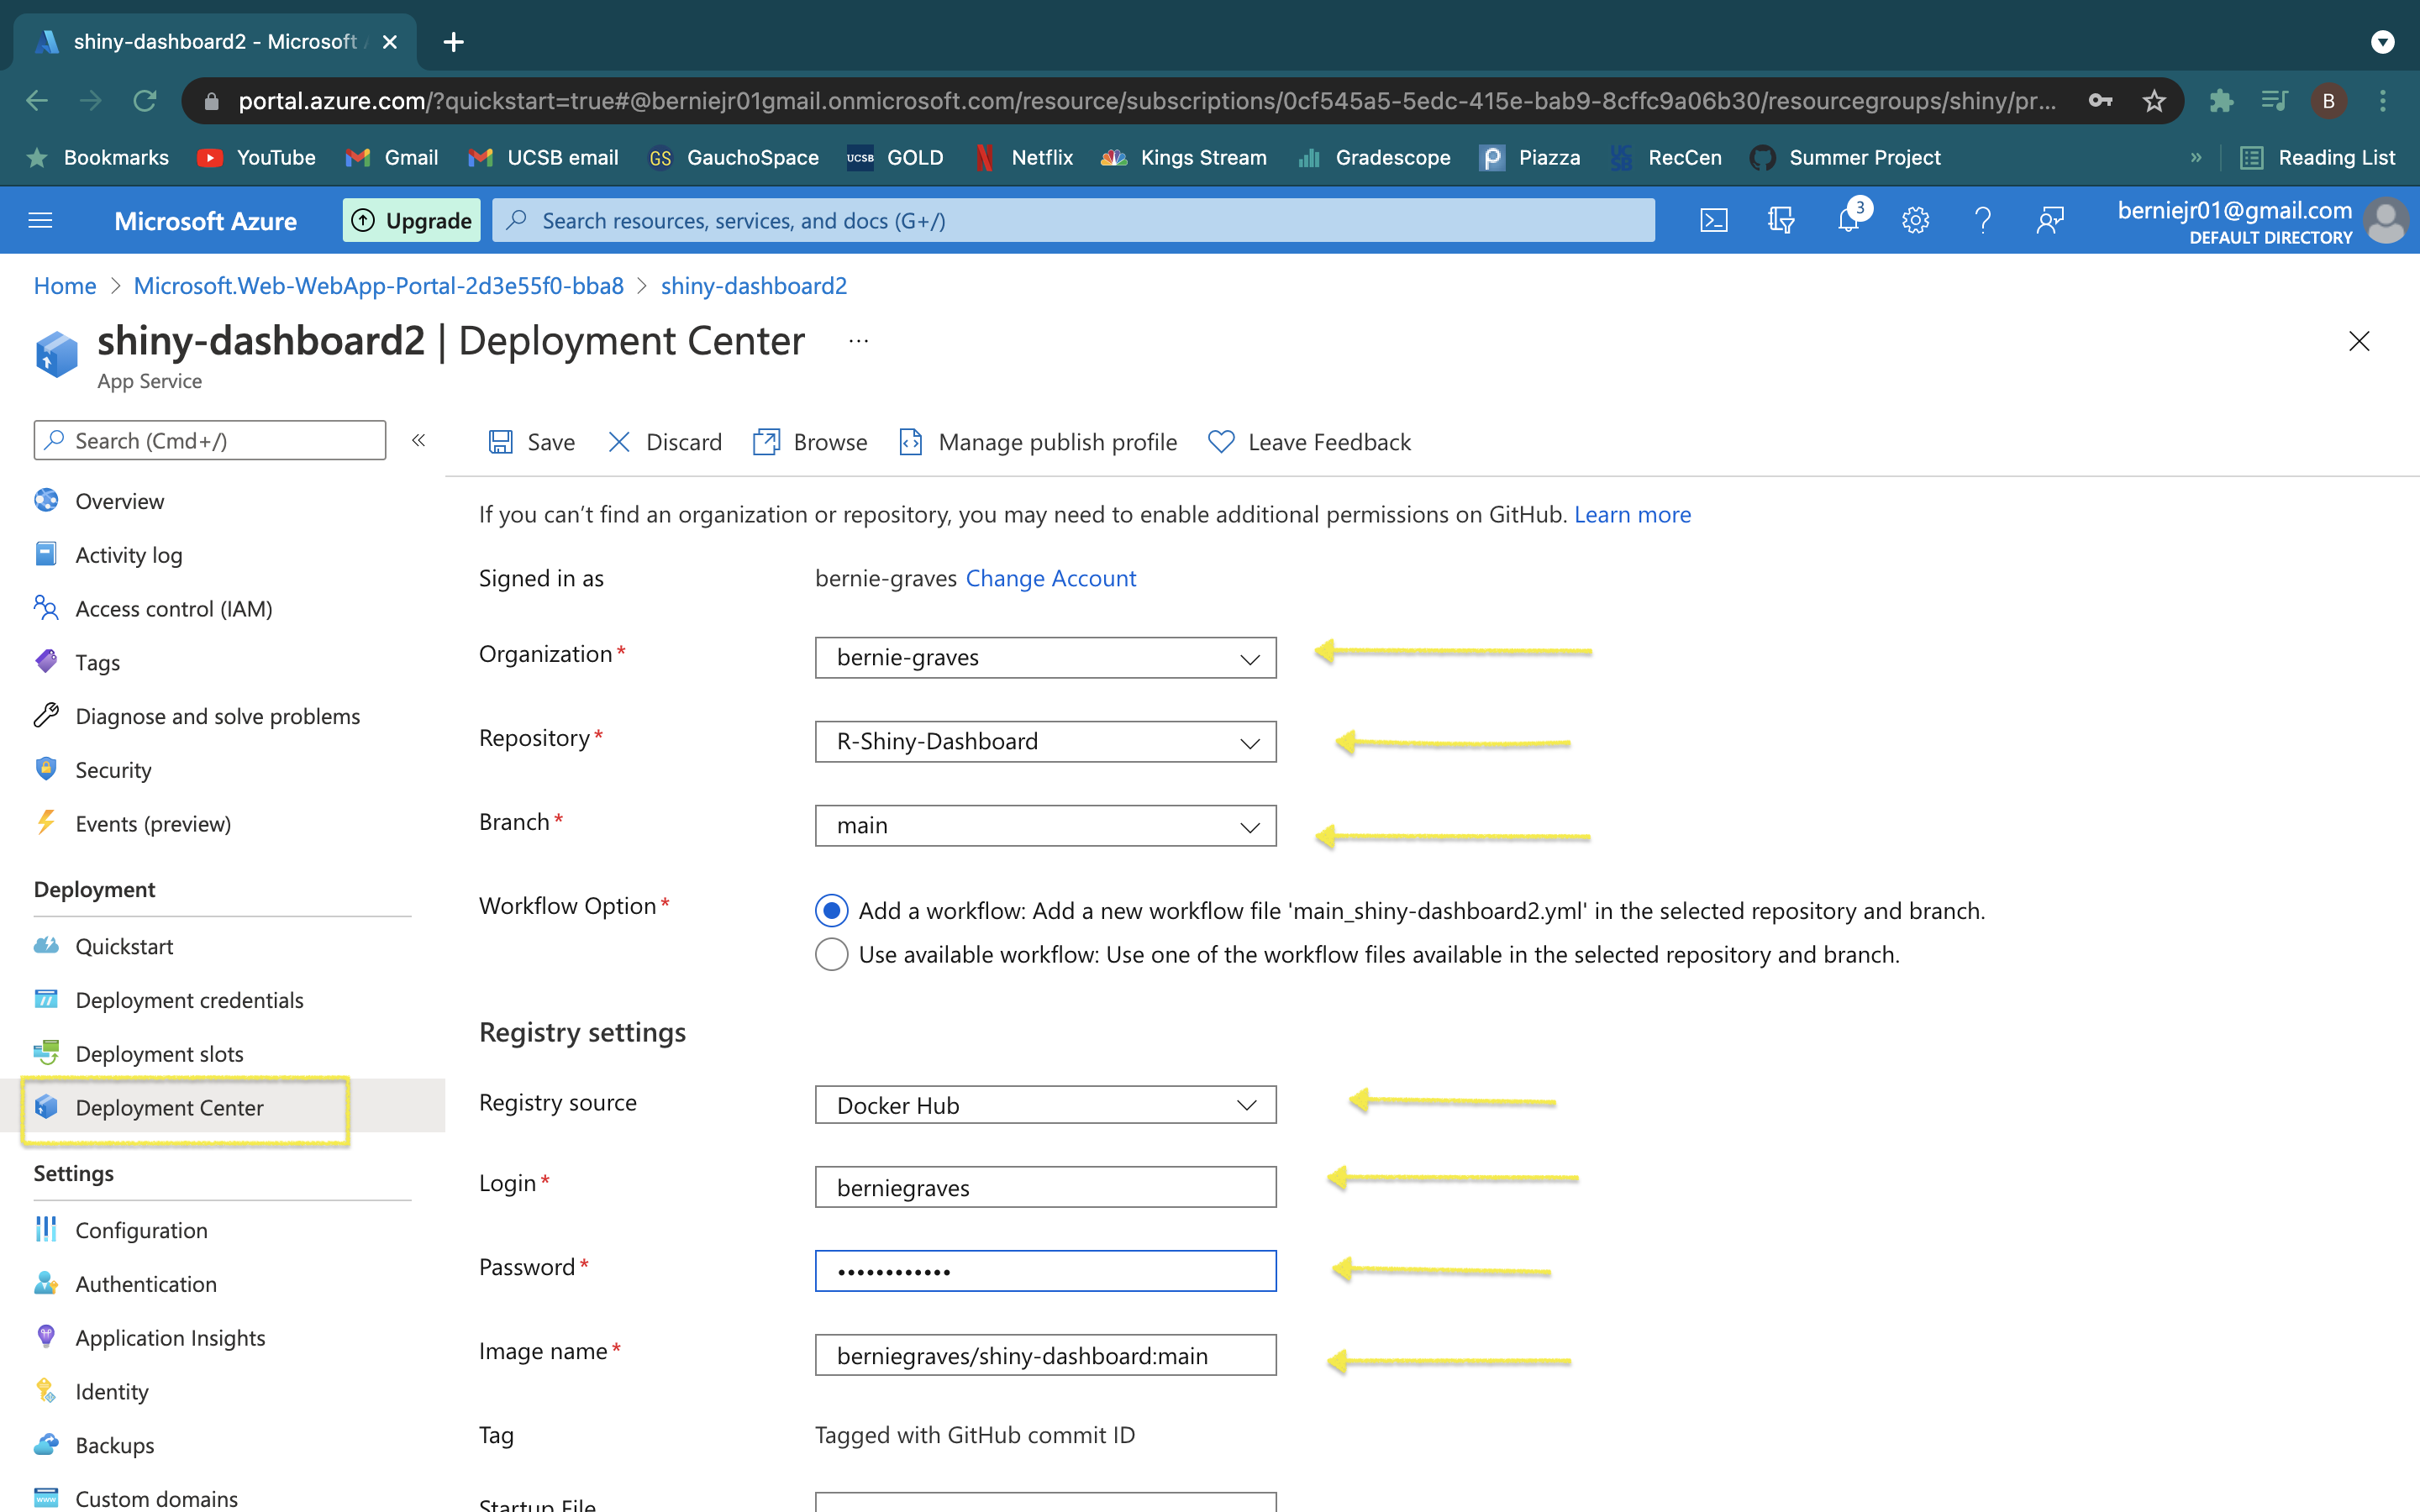 shiny-dashboard2 - Microsoft
portal.azure.com/?quickstart=true#@berniejr01gmail.onmicrosoft.com/resource/subscriptions/0cf545a5-5edc-415e-bab9-8cffc9a06b30/resourcegroups/shiny/pr...
B
Bookmarks YouTube Gmail UCSB email GS GauchoSpace UCSB GOLD Netflix Kings Stream Gradescope Piazza UCSB RecCen Summer Project » Reading List
Microsoft Azure Upgrade Search resources, services, and docs (G+/) 3 berniejr01@gmail.com
DEFAULT DIRECTORY
Home > Microsoft.Web-WebApp-Portal-2d3e55f0-bba8 > shiny-dashboard2
shiny-dashboard2 | Deployment Center ...
App Service
Search (Cmd+/) «
Save Discard Browse Manage publish profile Leave Feedback
Overview
Activity log
Access control (IAM)
Tags
Diagnose and solve problems
Security
Events (preview)
Deployment
Quickstart
Deployment credentials
Deployment slots
Deployment Center
Settings
Configuration
Authentication
Application Insights
Identity
Backups
Custom domains
If you can’t find an organization or repository, you may need to enable additional permissions on GitHub. Learn more
Signed in as bernie-graves Change Account
Organization* bernie-graves
Repository* R-Shiny-Dashboard
Branch* main
Workflow Option* Add a workflow: Add a new workflow file 'main_shiny-dashboard2.yml' in the selected repository and branch.
Use available workflow: Use one of the workflow files available in the selected repository and branch.
Registry settings
Registry source Docker Hub
Login* berniegraves
Password* ••••••••••••
Image name* berniegraves/shiny-dashboard:main
Tag Tagged with GitHub commit ID
Startup File